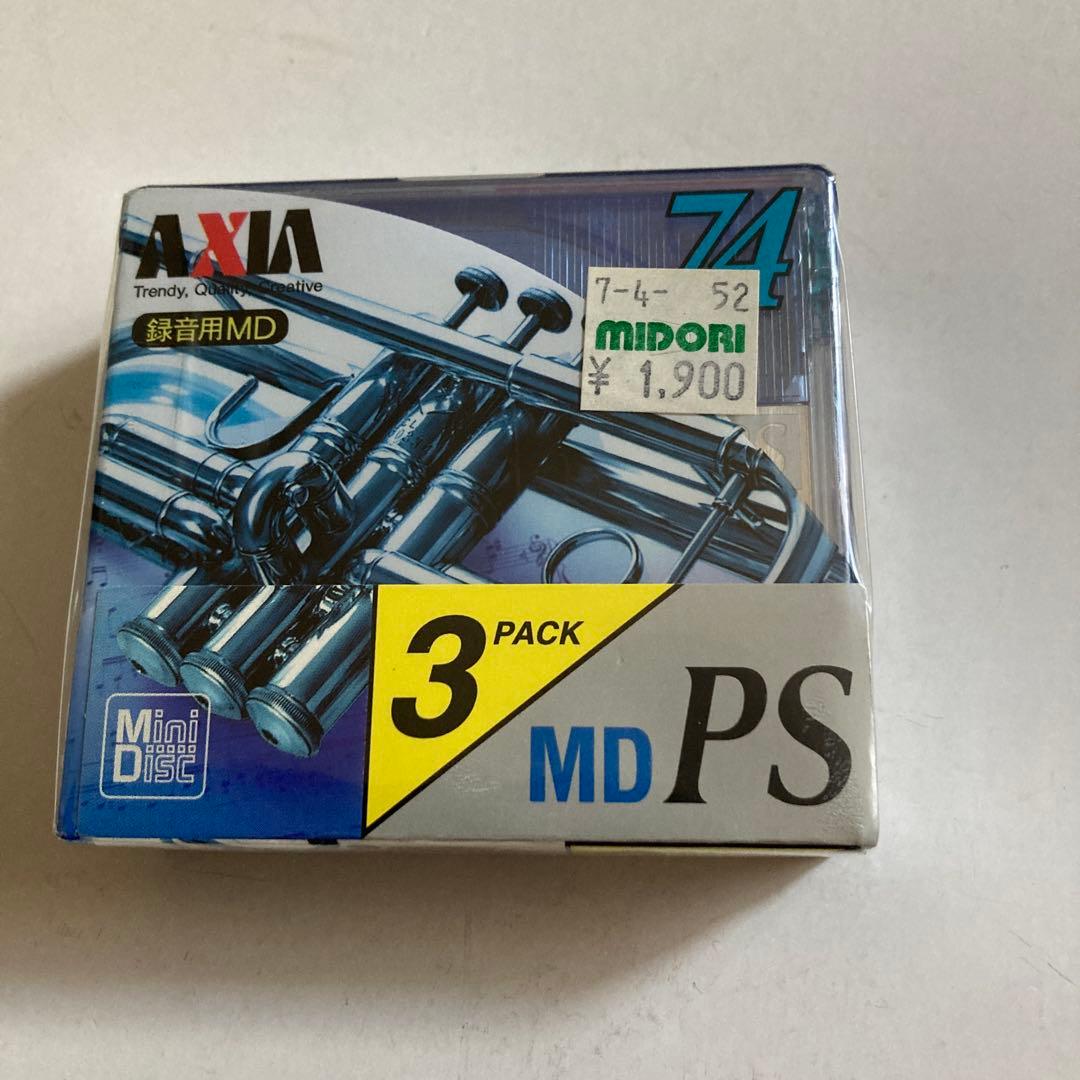 AXIA
Trendy, Quality, Creative
録音用MD
74
7-4- 52
MIDORI
¥ 1,900
3 PACK
MD PS
Mini
Disc